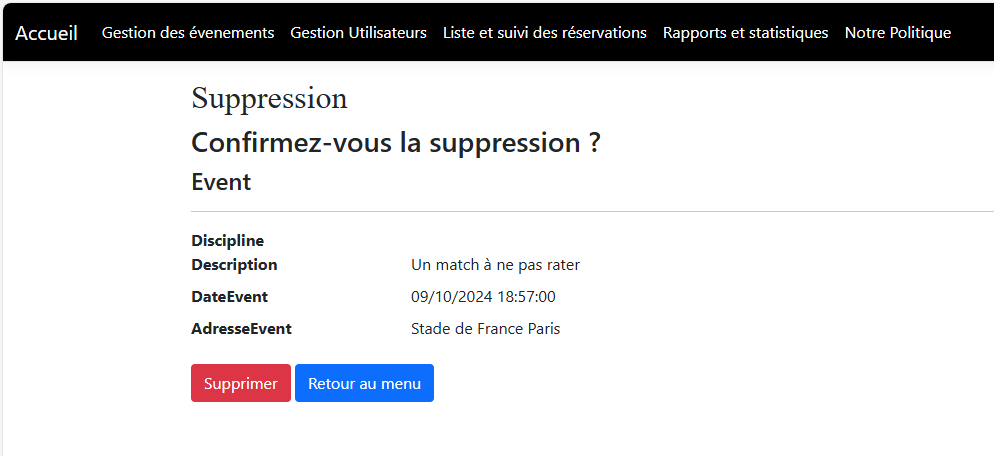 Accueil Gestion des évenements Gestion Utilisateurs Liste et suivi des réservations Rapports et statistiques Notre Politique
Suppression
Confirmez-vous la suppression ?
Event
Discipline
Description Un match à ne pas rater
DateEvent 09/10/2024 18:57:00
AdresseEvent Stade de France Paris
Supprimer Retour au menu